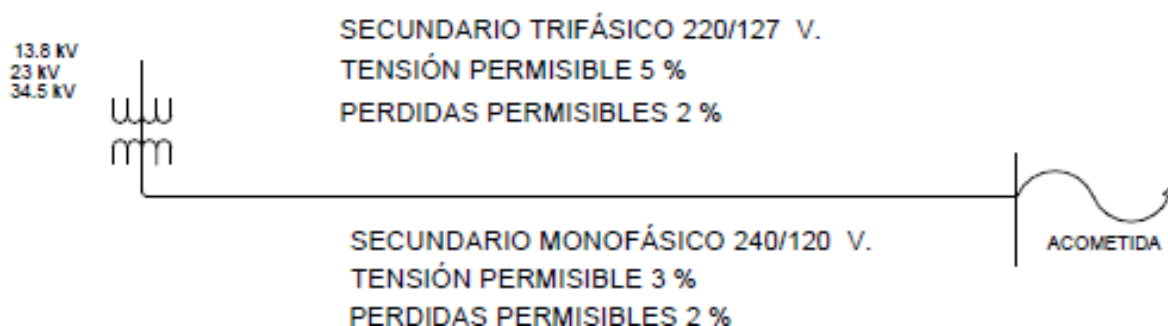 13.8 kV
23 kV
34.5 kV
SECUNDARIO TRIFÁSICO 220/127 V.
TENSIÓN PERMISIBLE 5 %
PERDIDAS PERMISIBLES 2 %
SECUNDARIO MONOFÁSICO 240/120 V.
TENSIÓN PERMISIBLE 3 %
PERDIDAS PERMISIBLES 2 %
ACOMETIDA